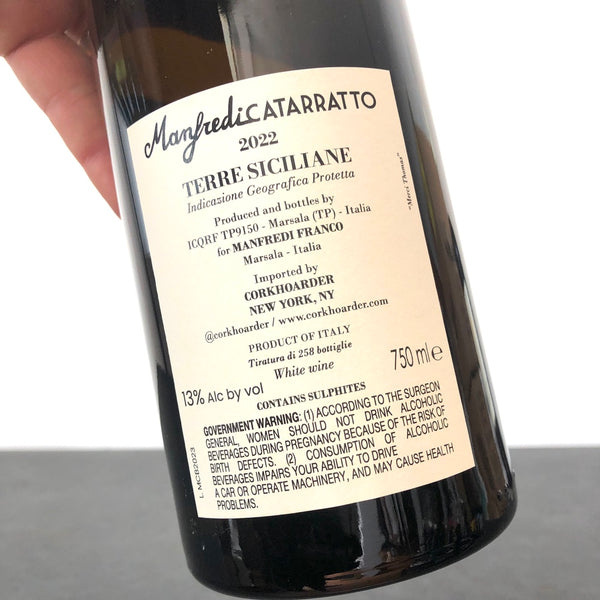 Manfredi CATARRATTO
2022
TERRE SICILIANE
Indicazione Geografica Protetta
Produced and bottles by
ICQRF TP9150 - Marsala (TP) - Italia
for MANFREDI FRANCO
Marsala - Italia
Imported by
CORKHOARDER
NEW YORK, NY
@corkhoarder / www.corkhoarder.com
PRODUCT OF ITALY
Tiratura di 258 bottiglie
White wine
13% Alc by vol
750 ml e
CONTAINS SULPHITES
GOVERNMENT WARNING: (1) ACCORDING TO THE SURGEON
GENERAL, WOMEN SHOULD NOT DRINK ALCOHOLIC
BEVERAGES DURING PREGNANCY BECAUSE OF THE RISK OF
BIRTH DEFECTS. (2) CONSUMPTION OF ALCOHOLIC
BEVERAGES IMPAIRS YOUR ABILITY TO DRIVE
A CAR OR OPERATE MACHINERY, AND MAY CAUSE HEALTH
PROBLEMS.
L. MCB2023
"Merci Thomas"